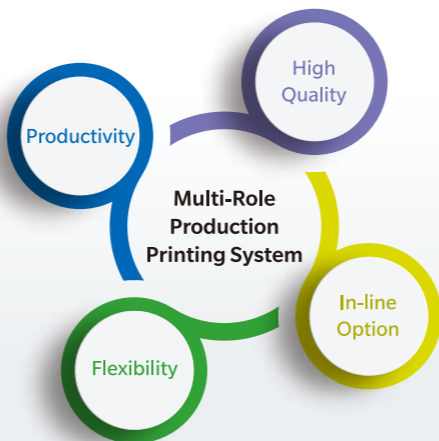 High
Quality
Productivity
Multi-Role
Production
Printing System
In-line
Option
Flexibility